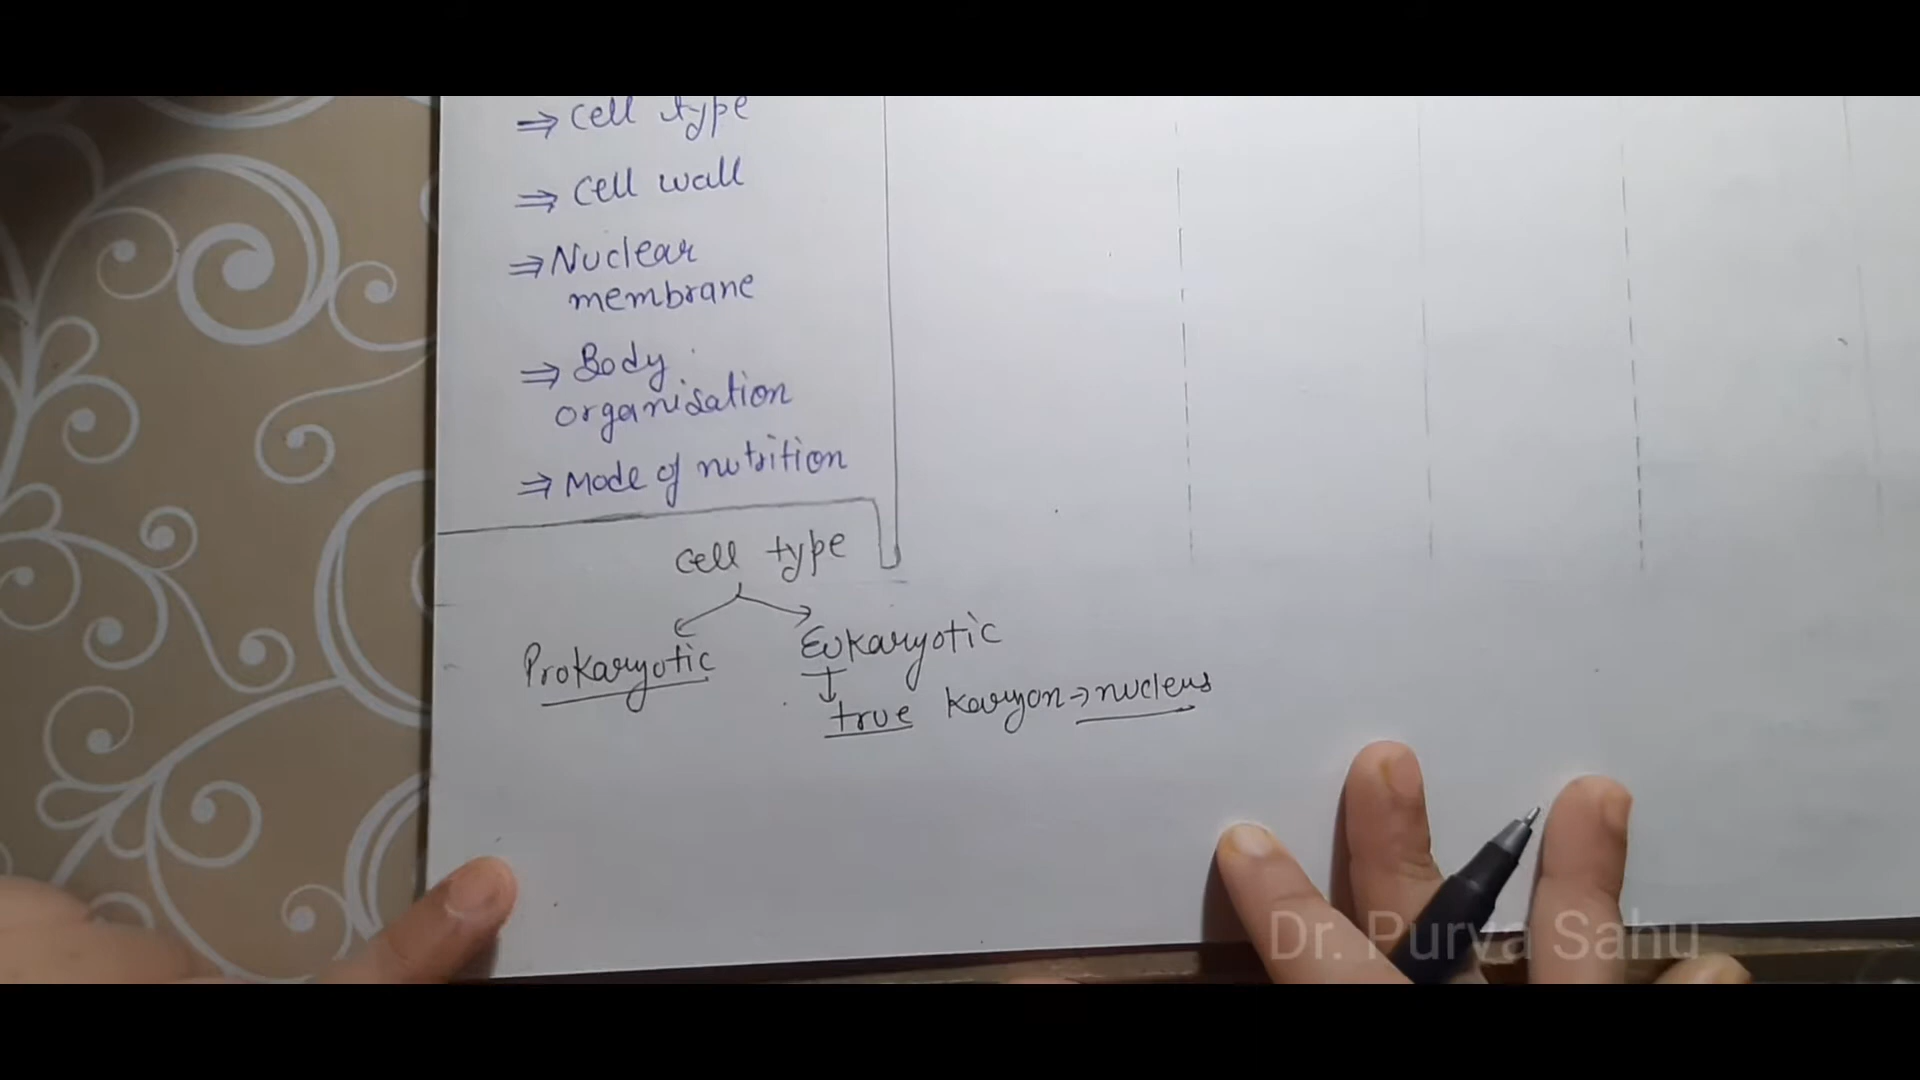 ⇒ Cell type
⇒ Cell wall
⇒ Nuclear
membrane
⇒ Body
organisation
⇒ Mode of nutrition
Cell type
Prokaryotic Eukaryotic
true karyon → nucleus
Dr. Purva Sahu